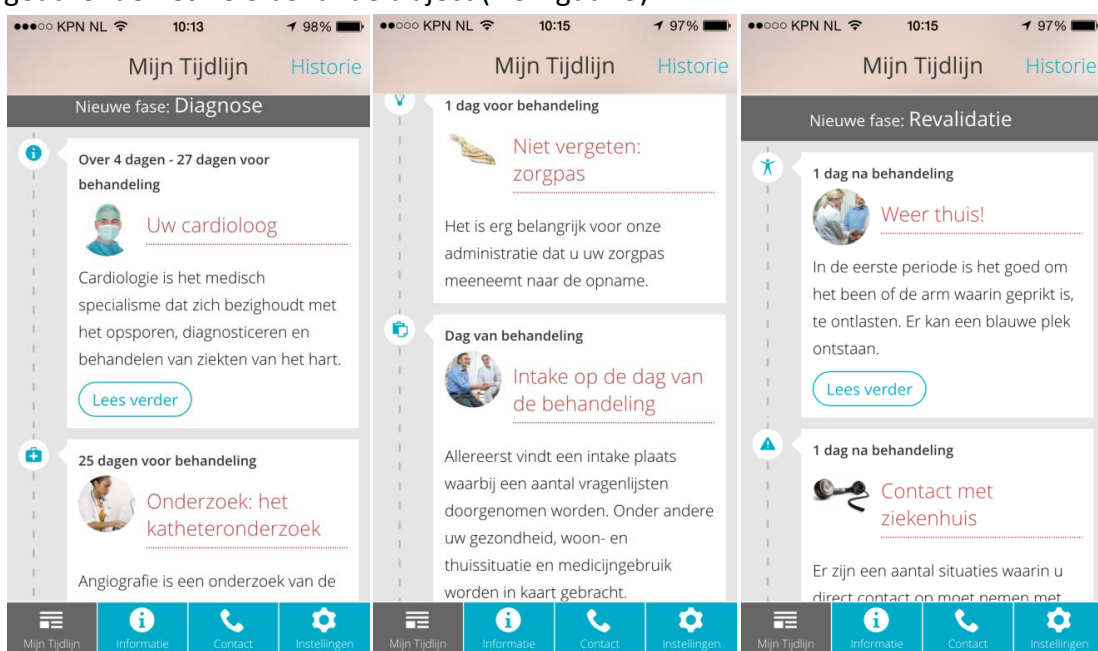 KPN NL 10:13 98%
Mijn Tijdlijn Historie
Nieuwe fase: Diagnose
Over 4 dagen - 27 dagen voor
behandeling
Uw cardioloog
Cardiologie is het medisch
specialisme dat zich bezighoudt met
het opsporen, diagnosticeren en
behandelen van ziekten van het hart.
Lees verder
25 dagen voor behandeling
Onderzoek: het
katheteronderzoek
Angiografie is een onderzoek van de
Mijn Tijdlijn Informatie Contact Instellingen
KPN NL 10:15 97%
Mijn Tijdlijn Historie
1 dag voor behandeling
Niet vergeten:
zorgpas
Het is erg belangrijk voor onze
administratie dat u uw zorgpas
meeneemt naar de opname.
Dag van behandeling
Intake op de dag van
de behandeling
Allereerst vindt een intake plaats
waarbij een aantal vragenlijsten
doorgenomen worden. Onder andere
uw gezondheid, woon- en
thuissituatie en medicijngebruik
worden in kaart gebracht.
Mijn Tijdlijn Informatie Contact Instellingen
KPN NL 10:15 97%
Mijn Tijdlijn Historie
Nieuwe fase: Revalidatie
1 dag na behandeling
Weer thuis!
In de eerste periode is het goed om
het been of de arm waarin geprikt is,
te ontlasten. Er kan een blauwe plek
ontstaan.
Lees verder
1 dag na behandeling
Contact met
ziekenhuis
Er zijn een aantal situaties waarin u
direct contact op moet nemen met
Mijn Tijdlijn Informatie Contact Instellingen